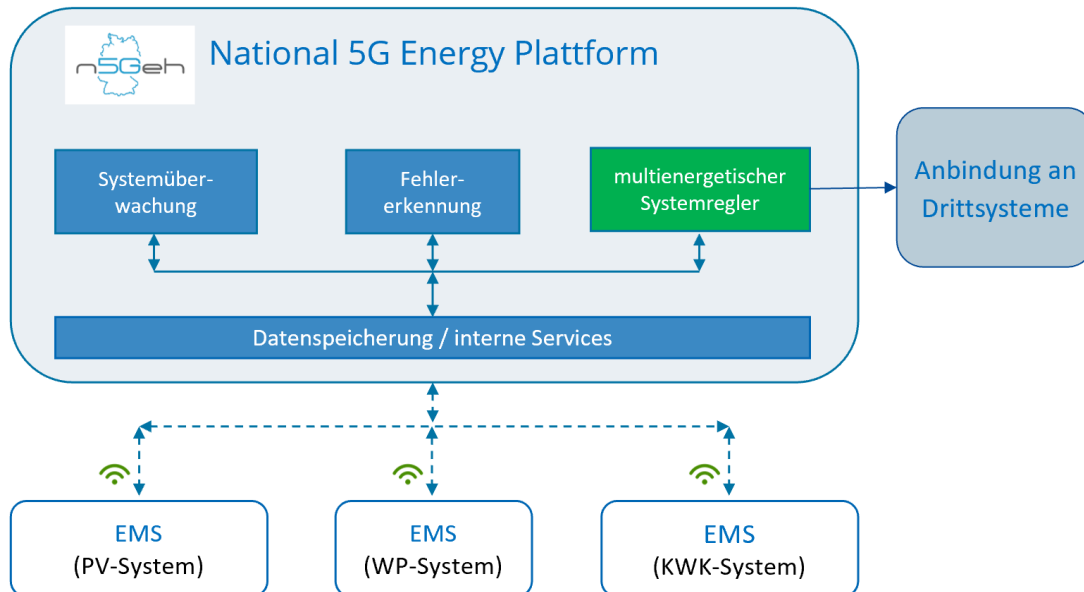 n5Geh
National 5G Energy Plattform
Systemüber-
wachung
Fehler-
erkennung
multienergetischer
Systemregler
Anbindung an
Drittsysteme
Datenspeicherung / interne Services
EMS
(PV-System)
EMS
(WP-System)
EMS
(KWK-System)